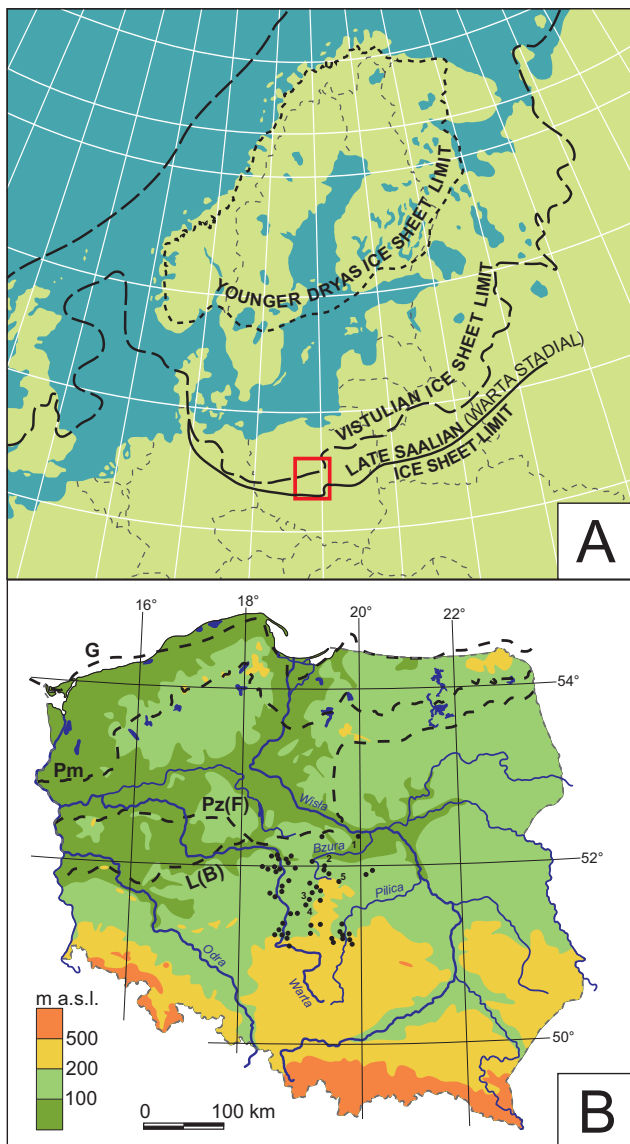 YOUNGER DRYAS ICE SHEET LIMIT
VISTULIAN ICE SHEET LIMIT
LATE SAALIAN (WARTA STADIAL)
ICE SHEET LIMIT
A
16°
18°
20°
22°
G
54°
Pm
Pz(F)
Wisła
1
Bzura
2
52°
L(B)
5
3
Pilica
4
Odra
Warta
m a.s.l.
500
200
100
50°
0 100 km
B